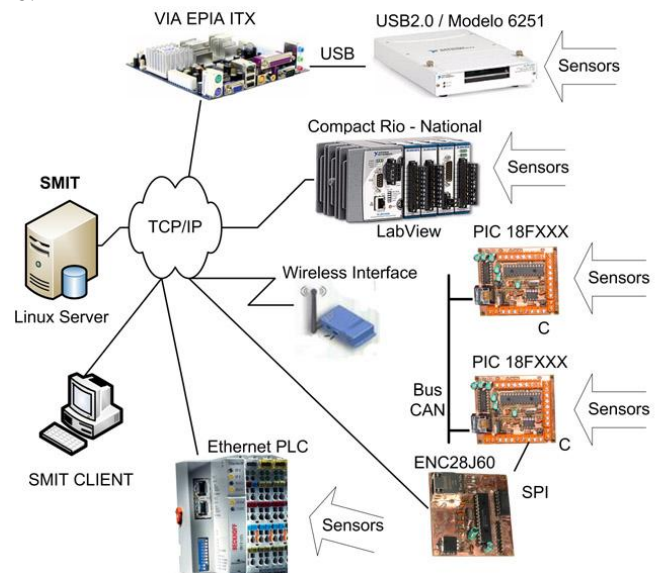 VIA EPIA ITX
USB2.0 / Modelo 6251
USB
Sensors
Compact Rio - National
Sensors
LabView
SMIT
TCP/IP
Linux Server
Wireless Interface
PIC 18FXXX
Sensors
C
Bus
CAN
PIC 18FXXX
Sensors
C
SMIT CLIENT
Ethernet PLC
BECKHOFF
Sensors
ENC28J60
SPI